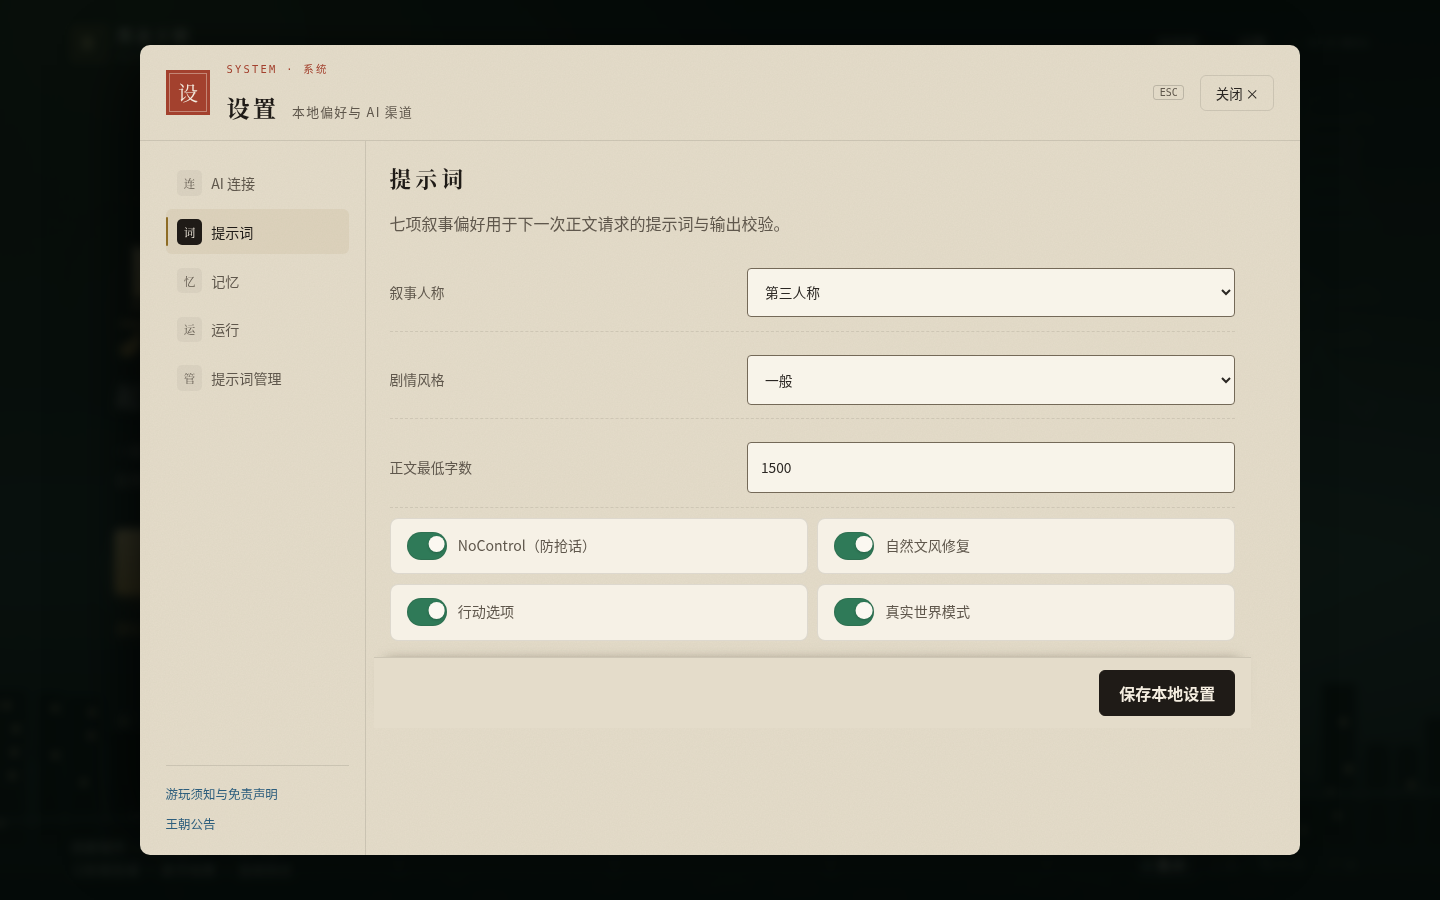 设
SYSTEM · 系统
设置 本地偏好与 AI 渠道
ESC
关闭 ×
连 AI 连接
词 提示词
忆 记忆
运 运行
管 提示词管理
游玩须知与免责声明
王朝公告
提示词
七项叙事偏好用于下一次正文请求的提示词与输出校验。
叙事人称 第三人称
剧情风格 一般
正文最低字数 1500
NoControl（防抢话） 自然文风修复
行动选项 真实世界模式
保存本地设置